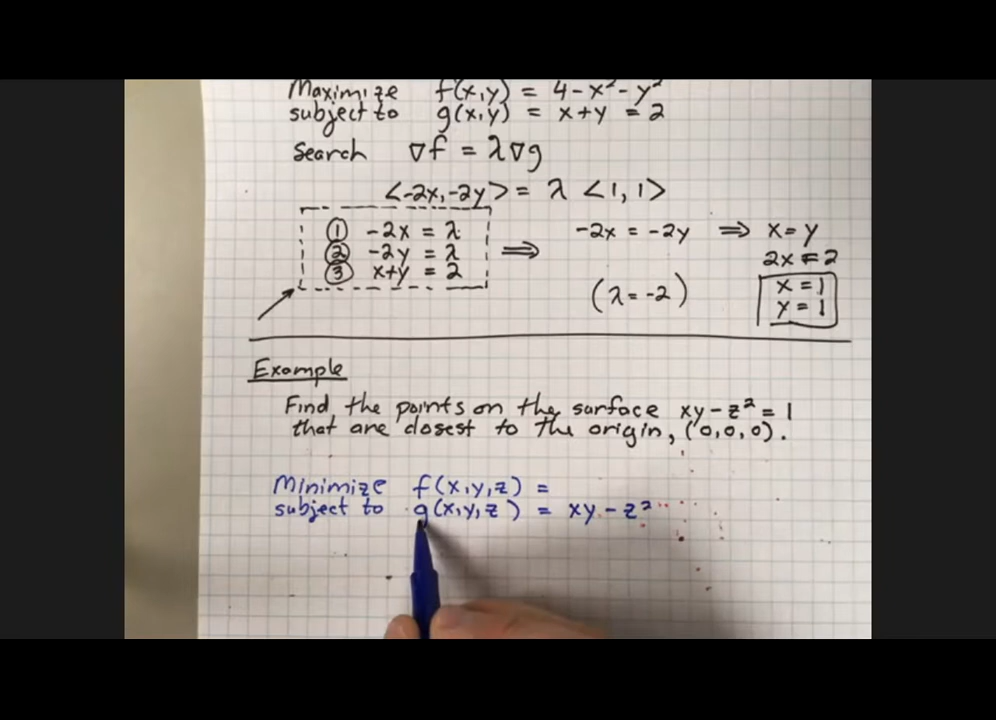 Maximize f(x,y) = 4-x²-y²
subject to g(x,y) = x+y = 2
Search ∇f = λ∇g
<-2x,-2y> = λ <1,1>
① -2x = λ
② -2y = λ
③ x+y = 2
⇒ -2x = -2y ⇒ x=y
2x=2
(λ=-2)
x=1
y=1
Example
Find the points on the surface xy-z²=1
that are closest to the origin, (0,0,0).
Minimize f(x,y,z) =
subject to g(x,y,z) = xy-z²